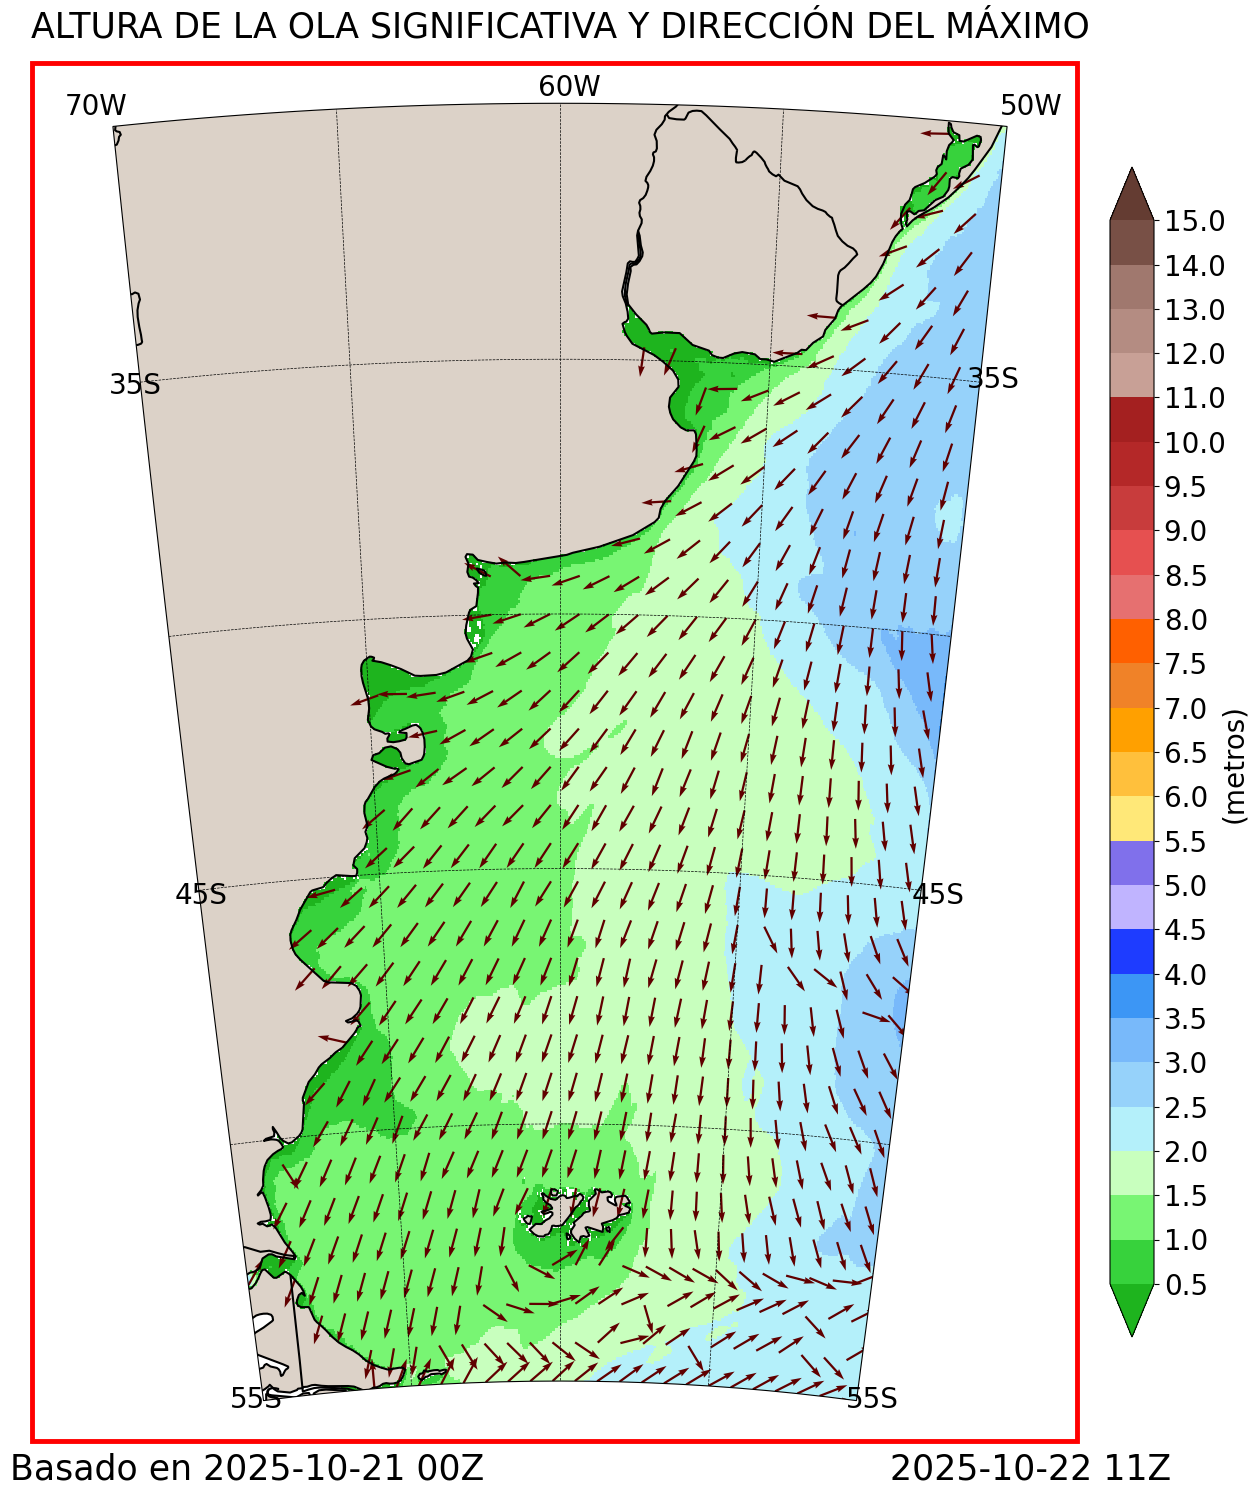 ALTURA DE LA OLA SIGNIFICATIVA Y DIRECCIÓN DEL MÁXIMO
70W
60W
50W
35S
35S
45S
45S
55S
55S
15.0
14.0
13.0
12.0
11.0
10.0
9.5
9.0
8.5
8.0
7.5
7.0
6.5
6.0
5.5
5.0
4.5
4.0
3.5
3.0
2.5
2.0
1.5
1.0
0.5
(metros)
Basado en 2025-10-21 00Z
2025-10-22 11Z